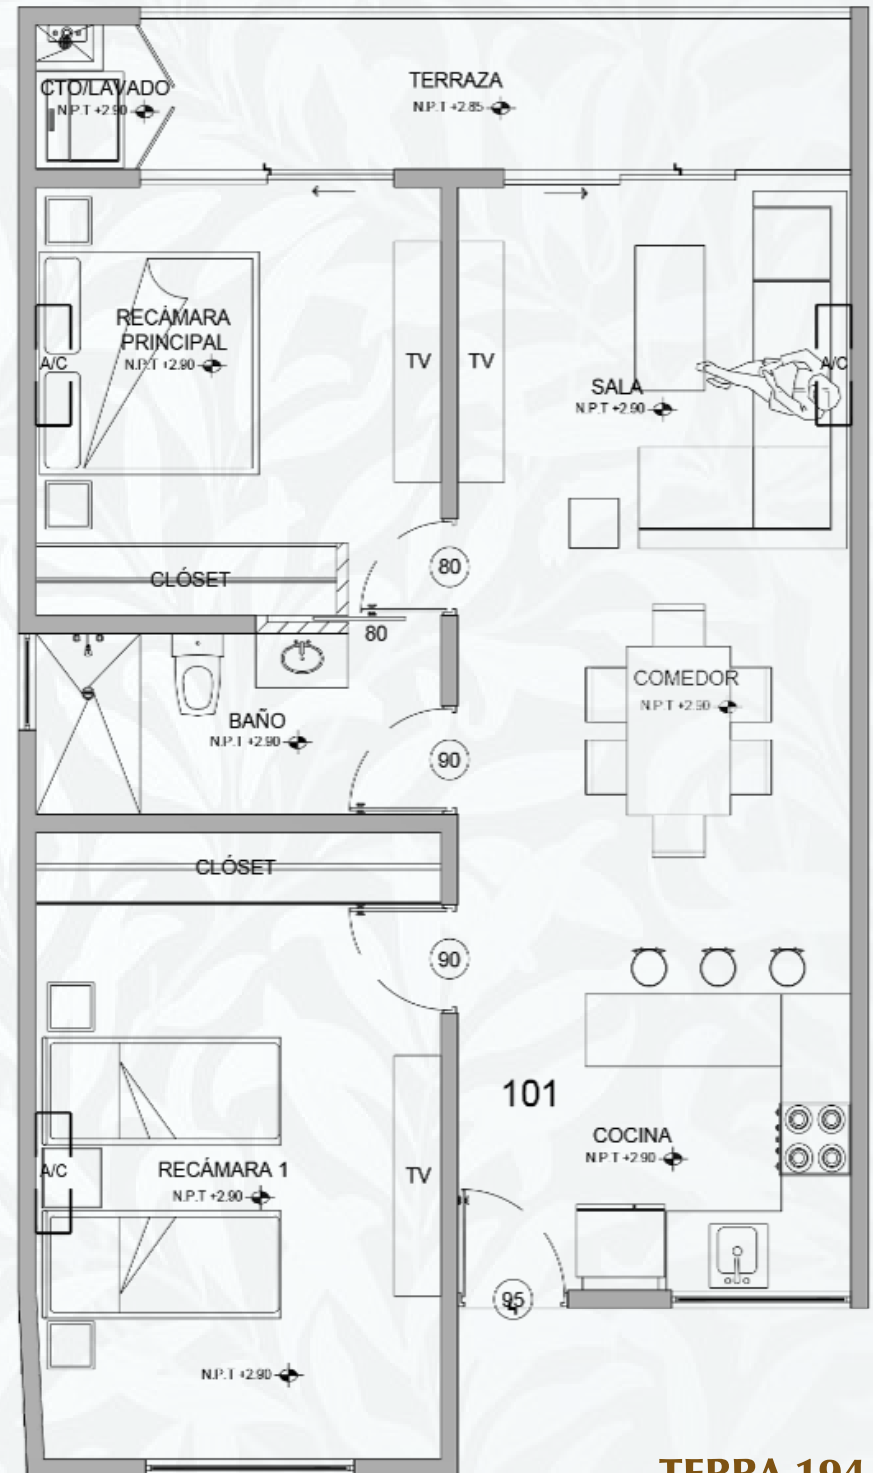 CTO/LAVADO
N.P.T +2.90
TERRAZA
N.P.T +2.85
RECÁMARA
PRINCIPAL
N.P.T +2.90
A/C
TV
TV
SALA
N.P.T +2.90
A/C
CLÓSET
80
80
BAÑO
N.P.T +2.90
90
COMEDOR
N.P.T +2.90
CLÓSET
90
101
COCINA
N.P.T +2.90
A/C
RECÁMARA 1
N.P.T +2.90
TV
95
N.P.T +2.90
TERRA 194